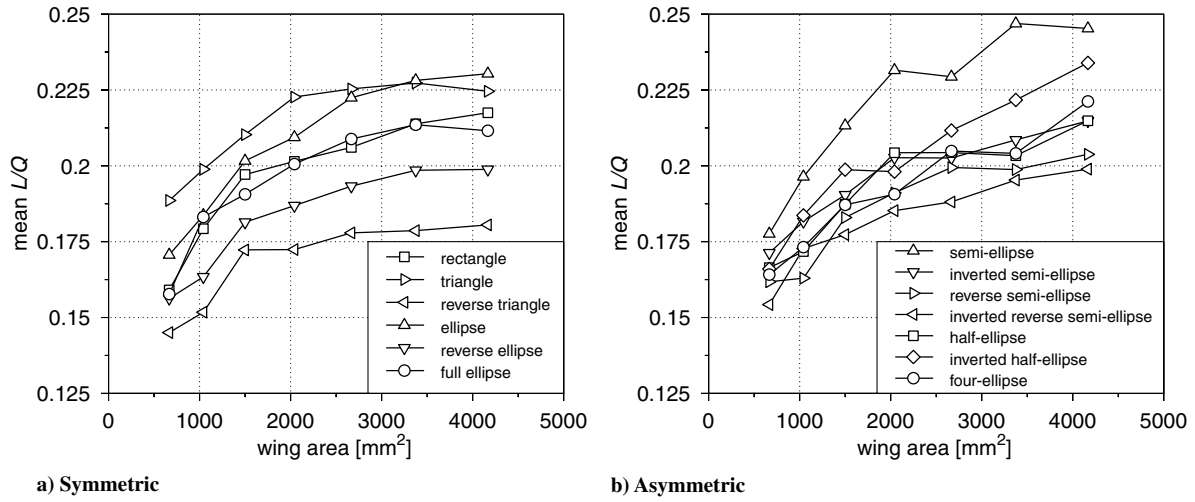 0.25
0.225
0.2
0.175
0.15
0.125
mean L/Q
0 1000 2000 3000 4000 5000
wing area [mm²]
rectangle
triangle
reverse triangle
ellipse
reverse ellipse
full ellipse
a) Symmetric
0.25
0.225
0.2
0.175
0.15
0.125
mean L/Q
0 1000 2000 3000 4000 5000
wing area [mm²]
semi-ellipse
inverted semi-ellipse
reverse semi-ellipse
inverted reverse semi-ellipse
half-ellipse
inverted half-ellipse
four-ellipse
b) Asymmetric